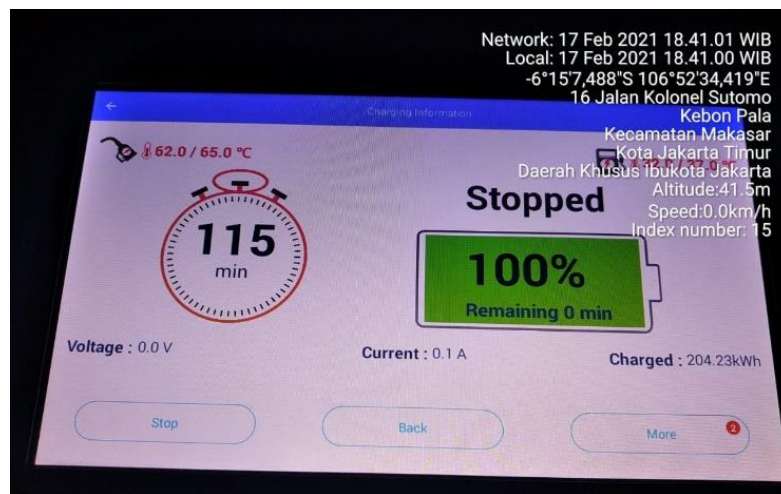 Network: 17 Feb 2021 18.41.01 WIB
Local: 17 Feb 2021 18.41.00 WIB
-6°15'7,488"S 106°52'34,419"E
16 Jalan Kolonel Sutomo
Kebon Pala
Kecamatan Makasar
Kota Jakarta Timur
Daerah Khusus Ibukota Jakarta
Altitude:41.5m
Speed:0.0km/h
Index number: 15
Charging Information
62.0 / 65.0 °C
115
min
Stopped
100%
Remaining 0 min
Voltage : 0.0 V
Current : 0.1 A
Charged : 204.23kWh
Stop
Back
More
2